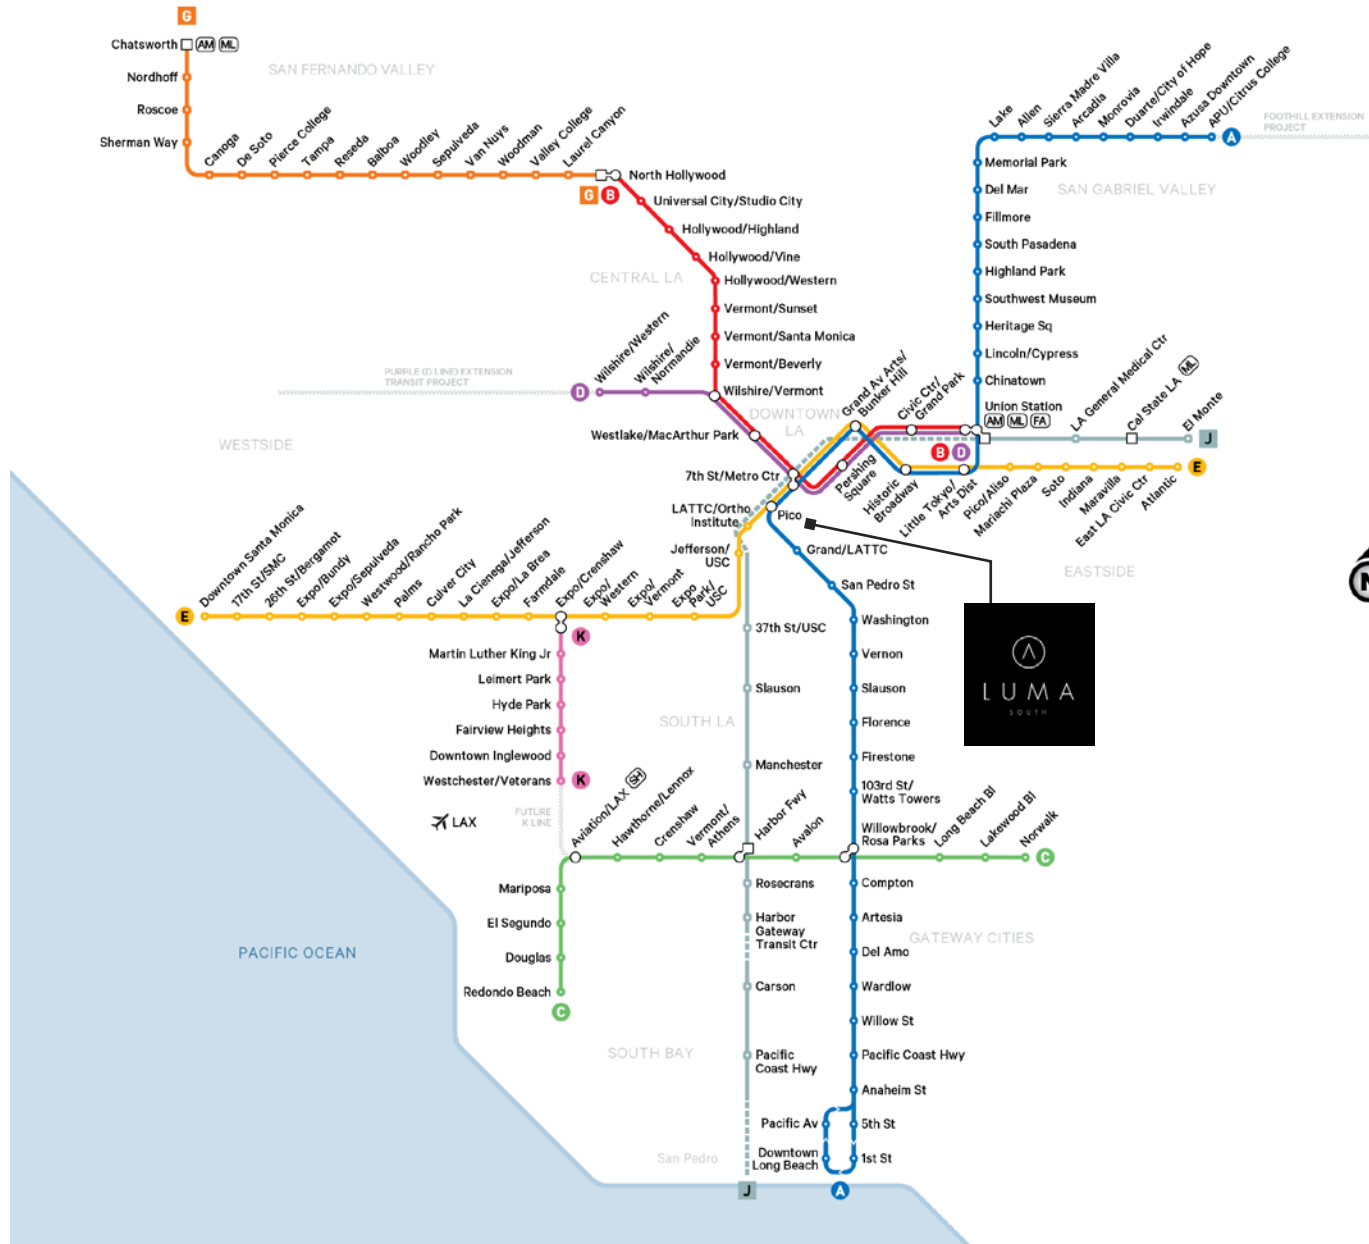 G
Chatsworth
AM
ML
SAN FERNANDO VALLEY
Nordhoff
Roscoe
Sherman Way
Canoga
De Soto
Pierce College
Tampa
Reseda
Balboa
Woodley
Sepulveda
Van Nuys
Woodman
Valley College
Laurel Canyon
North Hollywood
G
B
Universal City/Studio City
Hollywood/Highland
Hollywood/Vine
CENTRAL LA
Hollywood/Western
Vermont/Sunset
Vermont/Santa Monica
Vermont/Beverly
Wilshire/Vermont
Lake
Allen
Sierra Madre Villa
Arcadia
Monrovia
Duarte/City of Hope
Irwindale
Azusa Downtown
APU/Citrus College
A
FOOTHILL EXTENSION
PROJECT
Memorial Park
Del Mar
SAN GABRIEL VALLEY
Fillmore
South Pasadena
Highland Park
Southwest Museum
Heritage Sq
Lincoln/Cypress
Chinatown
Union Station
AM
ML
FA
PURPLE (D LINE) EXTENSION
TRANSIT PROJECT
D
Wilshire/Western
Wilshire/
Normandie
WESTSIDE
Westlake/MacArthur Park
DOWNTOWN
LA
Grand Av Arts/
Bunker Hill
Civic Ctr/
Grand Park
LA General Medical Ctr
Cal State LA
ML
El Monte
J
B
D
7th St/Metro Ctr
Pershing
Square
Historic
Broadway
Little Tokyo/
Arts Dist
Pico/Aliso
Mariachi Plaza
Soto
Indiana
Maravilla
East LA Civic Ctr
Atlantic
E
LATTC/Ortho
Institute
Pico
Jefferson/
USC
Grand/LATTC
EASTSIDE
San Pedro St
E
Downtown Santa Monica
17th St/SMC
26th St/Bergamot
Expo/Bundy
Expo/Sepulveda
Westwood/Rancho Park
Palms
Culver City
La Cienega/Jefferson
Expo/La Brea
Farmdale
Expo/Crenshaw
Expo/
Western
Expo/
Vermont
Expo
Park/
USC
K
Martin Luther King Jr
Leimert Park
Hyde Park
Fairview Heights
Downtown Inglewood
Westchester/Veterans
K
FUTURE
K LINE
LAX
37th St/USC
Slauson
SOUTH LA
Manchester
Washington
Vernon
Slauson
Florence
Firestone
103rd St/
Watts Towers
Willowbrook/
Rosa Parks
LUMA
SOUTH
N
Aviation/LAX
SH
Hawthorne/Lennox
Crenshaw
Vermont/
Athens
Harbor Fwy
Avalon
Long Beach Bl
Lakewood Bl
Norwalk
C
Mariposa
El Segundo
Douglas
Redondo Beach
C
Rosecrans
Harbor
Gateway
Transit Ctr
Carson
Pacific
Coast Hwy
SOUTH BAY
San Pedro
J
Compton
Artesia
GATEWAY CITIES
Del Amo
Wardlow
Willow St
Pacific Coast Hwy
Anaheim St
Pacific Av
5th St
Downtown
Long Beach
1st St
A
PACIFIC OCEAN